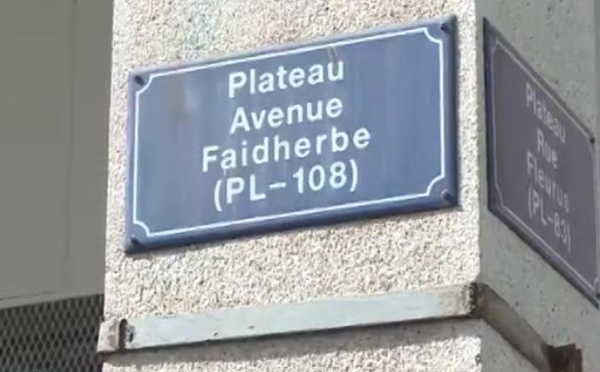 Plateau
Avenue
Faidherbe
(PL-108)
Plateau
Rue
Fleurus
(PL-83)